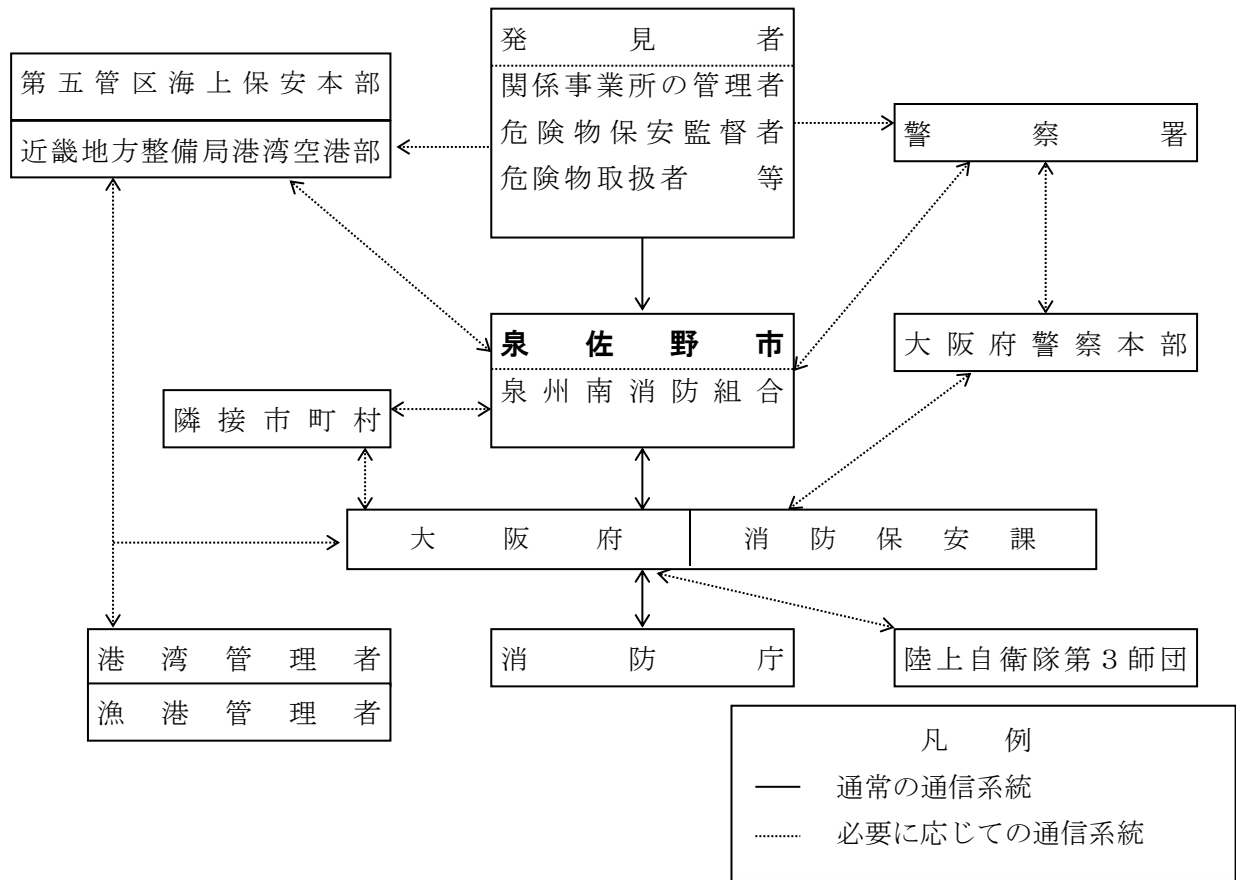 発見者
関係事業所の管理者
危険物保安監督者
危険物取扱者 等
第五管区海上保安本部
近畿地方整備局港湾空港部
警察署
泉佐野市
泉州南消防組合
大阪府警察本部
隣接市町村
大阪府 消防保安課
港湾管理者
漁港管理者
消防庁
陸上自衛隊第３師団
凡例
通常の通信系統
必要に応じての通信系統